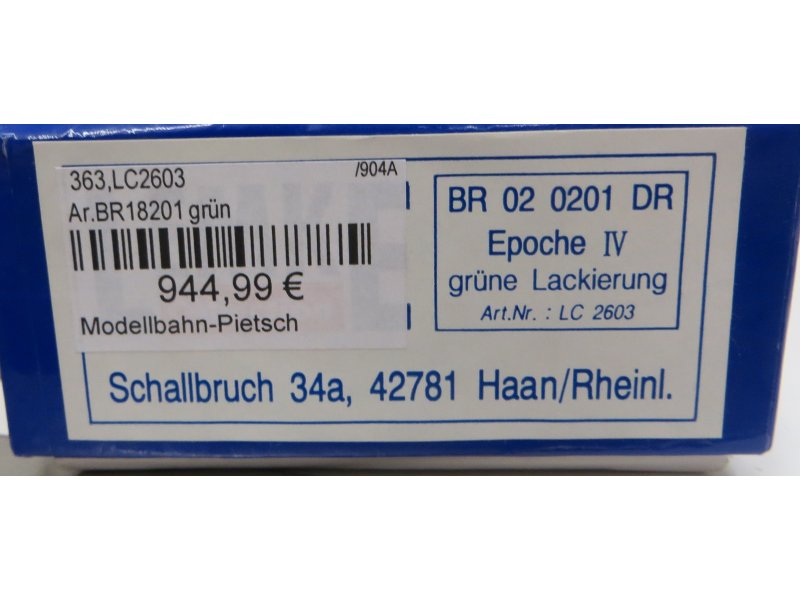 363,LC2603 /904A
Ar.BR18201 grün
944,99 €
Modellbahn-Pietsch
BR 02 0201 DR
Epoche IV
grüne Lackierung
Art.Nr. : LC 2603
Schallbruch 34a, 42781 Haan/Rheinl.